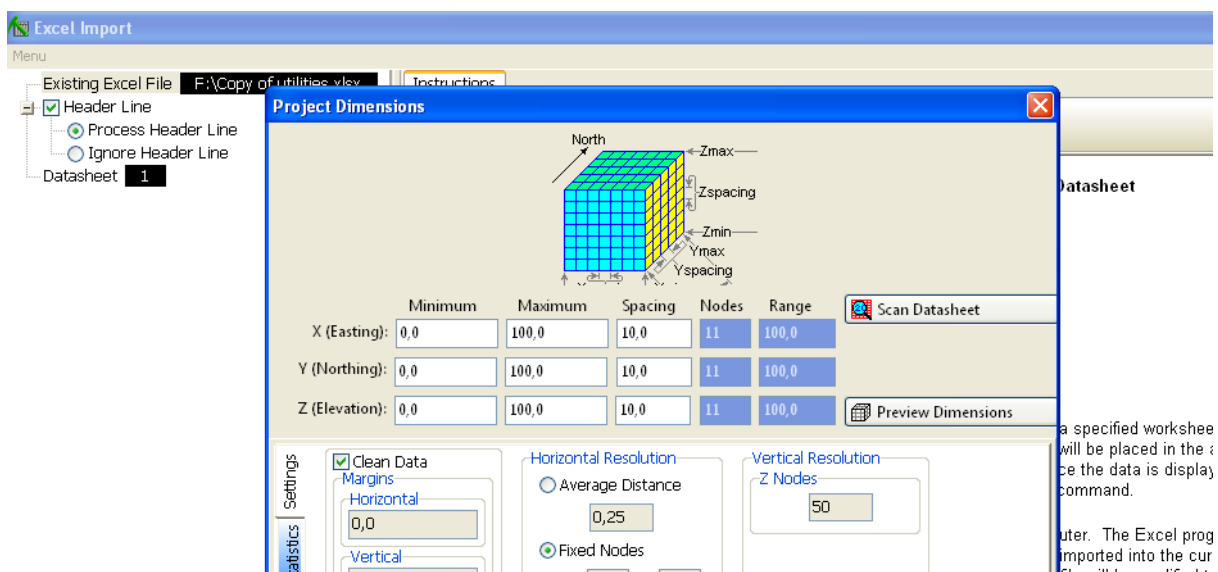 Excel Import
Menu
Existing Excel File F:\Copy of utilities.xlsx
Instructions
Header Line
Process Header Line
Ignore Header Line
Datasheet 1
Project Dimensions
North
Zmax
Zspacing
Zmin
Ymax
Yspacing
Datasheet
Minimum Maximum Spacing Nodes Range
Scan Datasheet
X (Easting): 0,0 100,0 10,0 11 100,0
Y (Northing): 0,0 100,0 10,0 11 100,0
Z (Elevation): 0,0 100,0 10,0 11 100,0
Preview Dimensions
Settings
Statistics
Clean Data
Margins
Horizontal
0,0
Vertical
Horizontal Resolution
Average Distance
0,25
Fixed Nodes
Vertical Resolution
Z Nodes
50
a specified workshee
will be placed in the a
ce the data is display
command.
uter. The Excel prog
imported into the cur